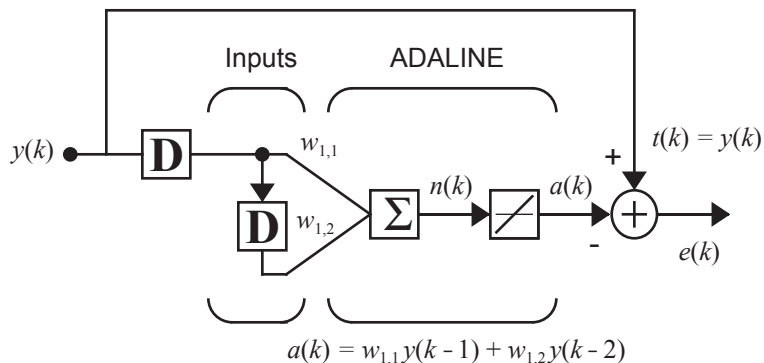 Inputs
ADALINE
y(k)
D
w1,1
t(k) = y(k)
+
n(k)
a(k)
D
w1,2
Σ
+
-
e(k)
a(k) = w1,1 y(k - 1) + w1,2 y(k - 2)